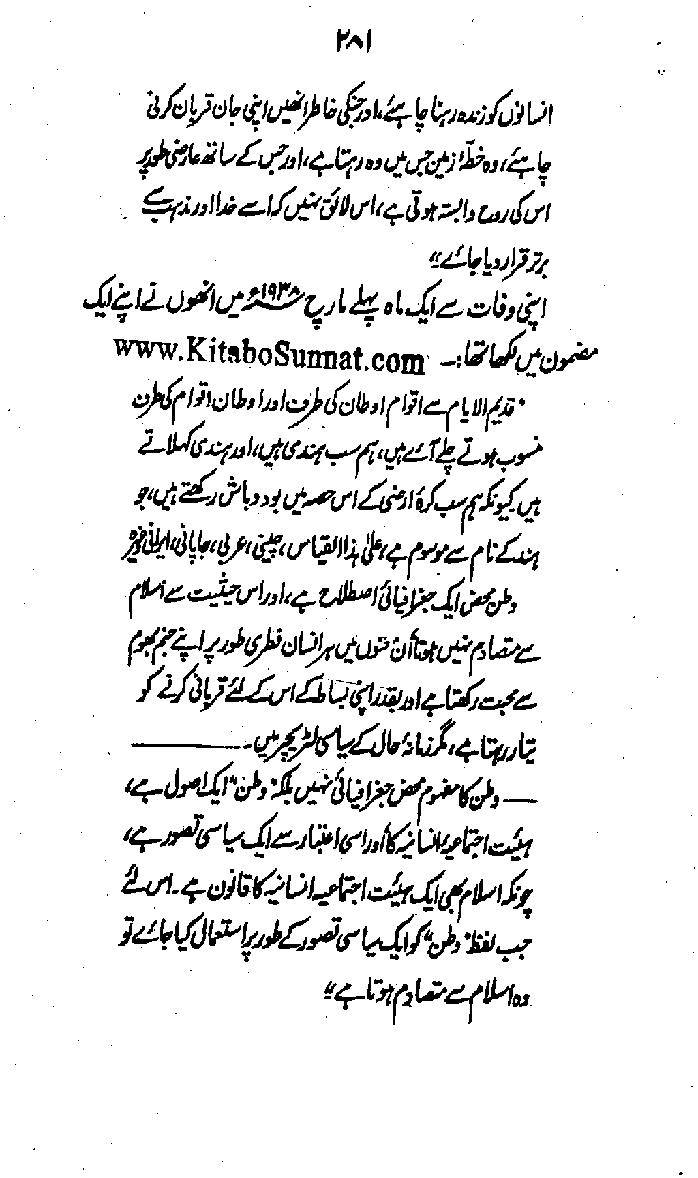 ۲۸۱
انسانوں کو زندہ رہنا چاہئے، اور جنکی خاطر انھیں اپنی جان قربان کرنی
چاہئے، وہ خطۂ زمین جس میں وہ رہتا ہے، اور جس کے ساتھ عارضی طور پر
اس کی روح وابستہ ہوتی ہے، اس لائق نہیں کہ اسے خدا اور مذہب سے
برتر قرار دیا جائے"
اپنی وفات سے ایک ماہ پہلے مارچ ۱۹۳۸ء میں انھوں نے اپنے ایک
مضمون میں لکھا تھا:۔ www.KitaboSunnat.com
"قدیم الایام سے اقوام اوطان کی طرف اور اوطان اقوام کی طرف
منسوب ہوتے چلے آئے ہیں، ہم سب ہندی ہیں، اور ہندی کہلاتے
ہیں کیونکہ ہم سب کرۂ ارضی کے اس حصہ میں بود و باش رکھتے ہیں، جو
ہند کے نام سے موسوم ہے، علیٰ ہذا القیاس، چینی، عربی، جاپانی، ایرانی وغیرہ
وطن محض ایک جغرافیائی اصطلاح ہے، اور اس حیثیت سے اسلام
سے متصادم نہیں ہوتا، ان معنوں میں ہر انسان فطری طور پر اپنے جنم بھوم
سے محبت رکھتا ہے اور بقدر اپنی بساط کے اس کے لئے قربانی کرنے کو
تیار رہتا ہے، مگر زمانۂ حال کے سیاسی لٹریچر میں۔ ———
— وطن کا مفہوم محض جغرافیائی نہیں بلکہ "وطن" ایک اصول ہے،
ہیئت اجتماعیہ انسانیہ کا، اور اسی اعتبار سے ایک سیاسی تصور ہے،
چونکہ اسلام بھی ایک ہیئت اجتماعیہ انسانیہ کا قانون ہے۔ اس لئے
جب لفظ "وطن" کو ایک سیاسی تصور کے طور پر استعمال کیا جائے تو
وہ اسلام سے متصادم ہوتا ہے"